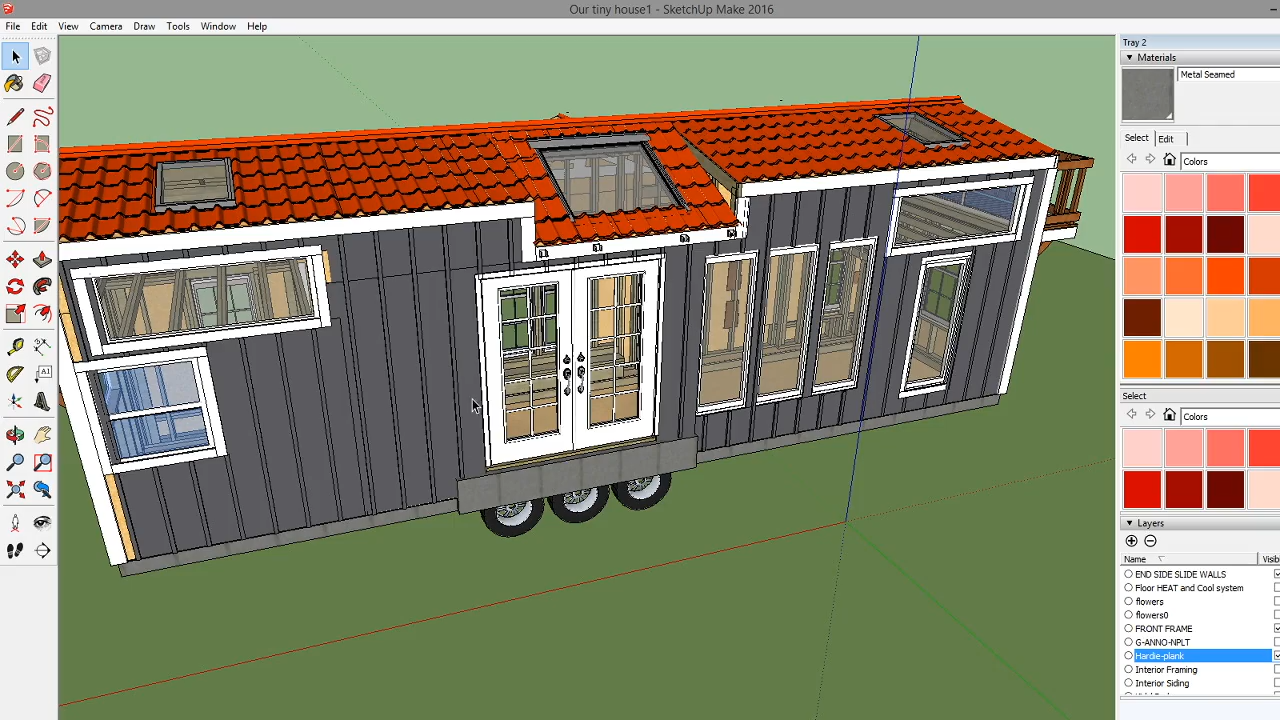 Our tiny house1 - SketchUp Make 2016
File Edit View Camera Draw Tools Window Help
Tray 2
Materials
Metal Seamed
Select Edit
Colors
Select
Colors
Layers
Name Visibl
END SIDE SLIDE WALLS
Floor HEAT and Cool system
flowers
flowers0
FRONT FRAME
G-ANNO-NPLT
Hardie-plank
Interior Framing
Interior Siding